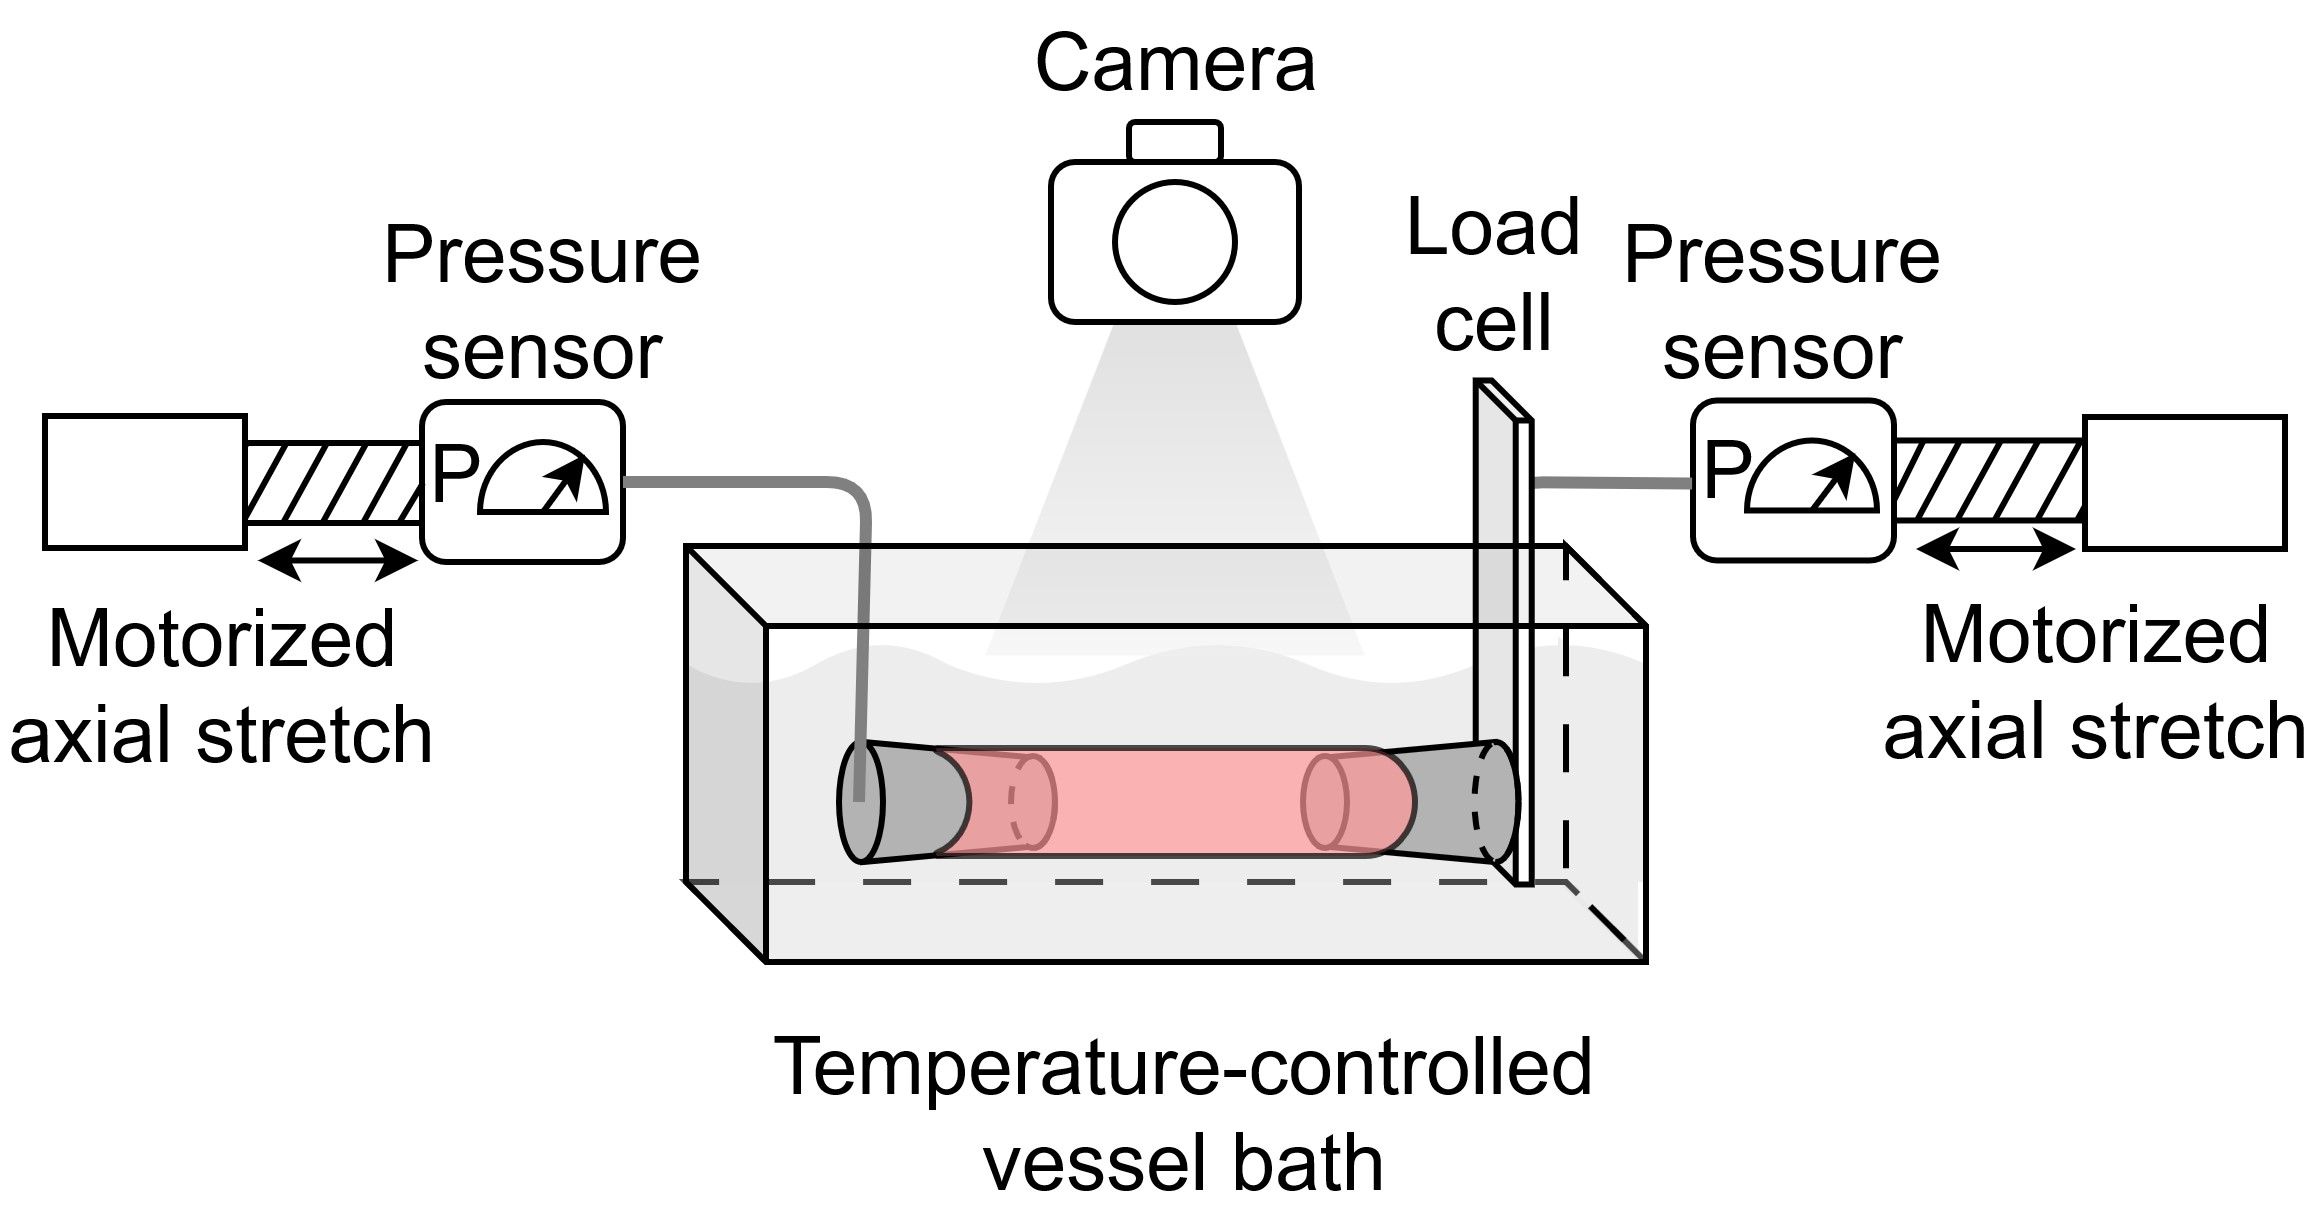 Camera
Pressure
sensor
Load
cell
Pressure
sensor
P
P
Motorized
axial stretch
Motorized
axial stretch
Temperature-controlled
vessel bath